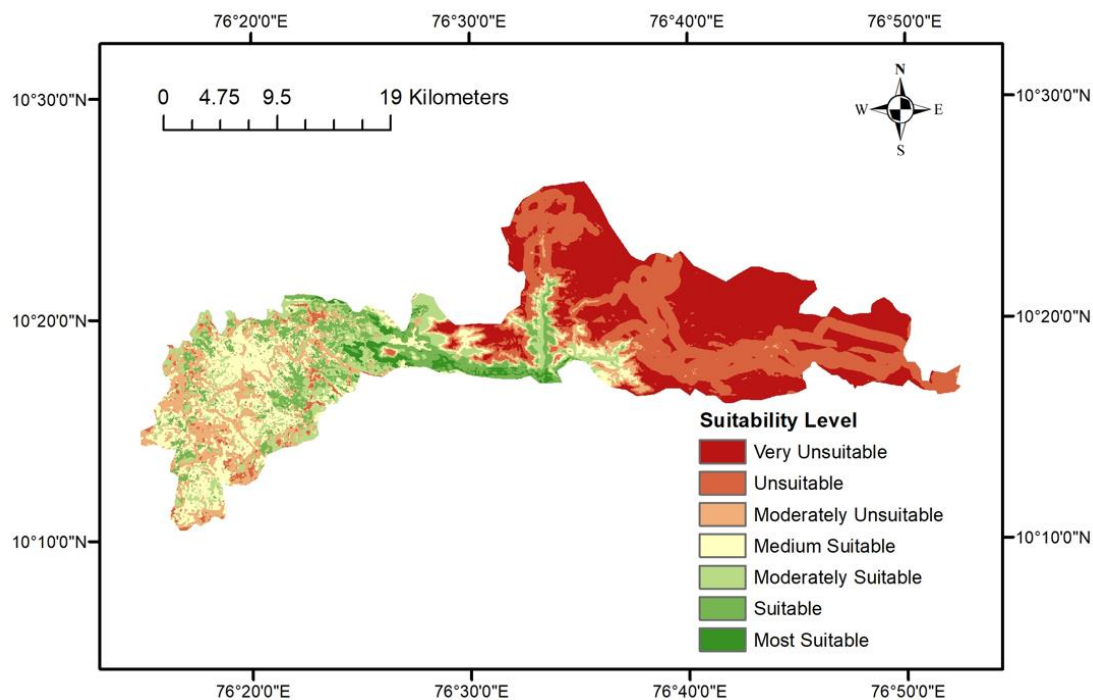 76°20'0"E 76°30'0"E 76°40'0"E 76°50'0"E
10°30'0"N 10°30'0"N
0 4.75 9.5 19 Kilometers
N
W E
S
10°20'0"N 10°20'0"N
Suitability Level
Very Unsuitable
Unsuitable
Moderately Unsuitable
Medium Suitable
Moderately Suitable
Suitable
Most Suitable
10°10'0"N 10°10'0"N
76°20'0"E 76°30'0"E 76°40'0"E 76°50'0"E